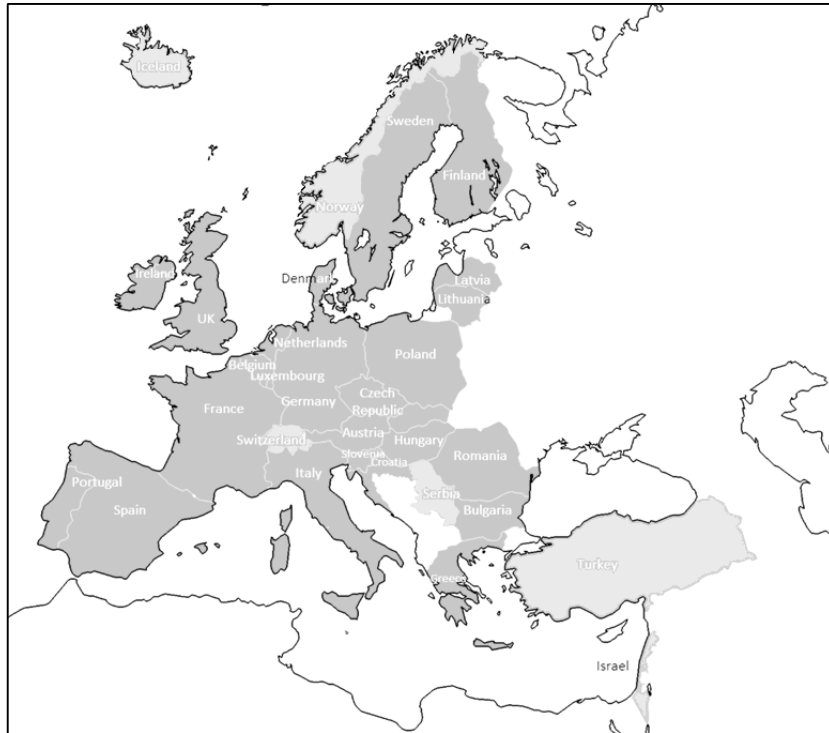 Iceland
Sweden
Finland
Norway
Denmark
Latvia
Lithuania
Ireland
UK
Netherlands
Poland
Belgium
Luxembourg
Czech
Republic
Germany
France
Austria
Hungary
Switzerland
Slovenia
Croatia
Romania
Italy
Portugal
Spain
Serbia
Bulgaria
Turkey
Greece
Israel